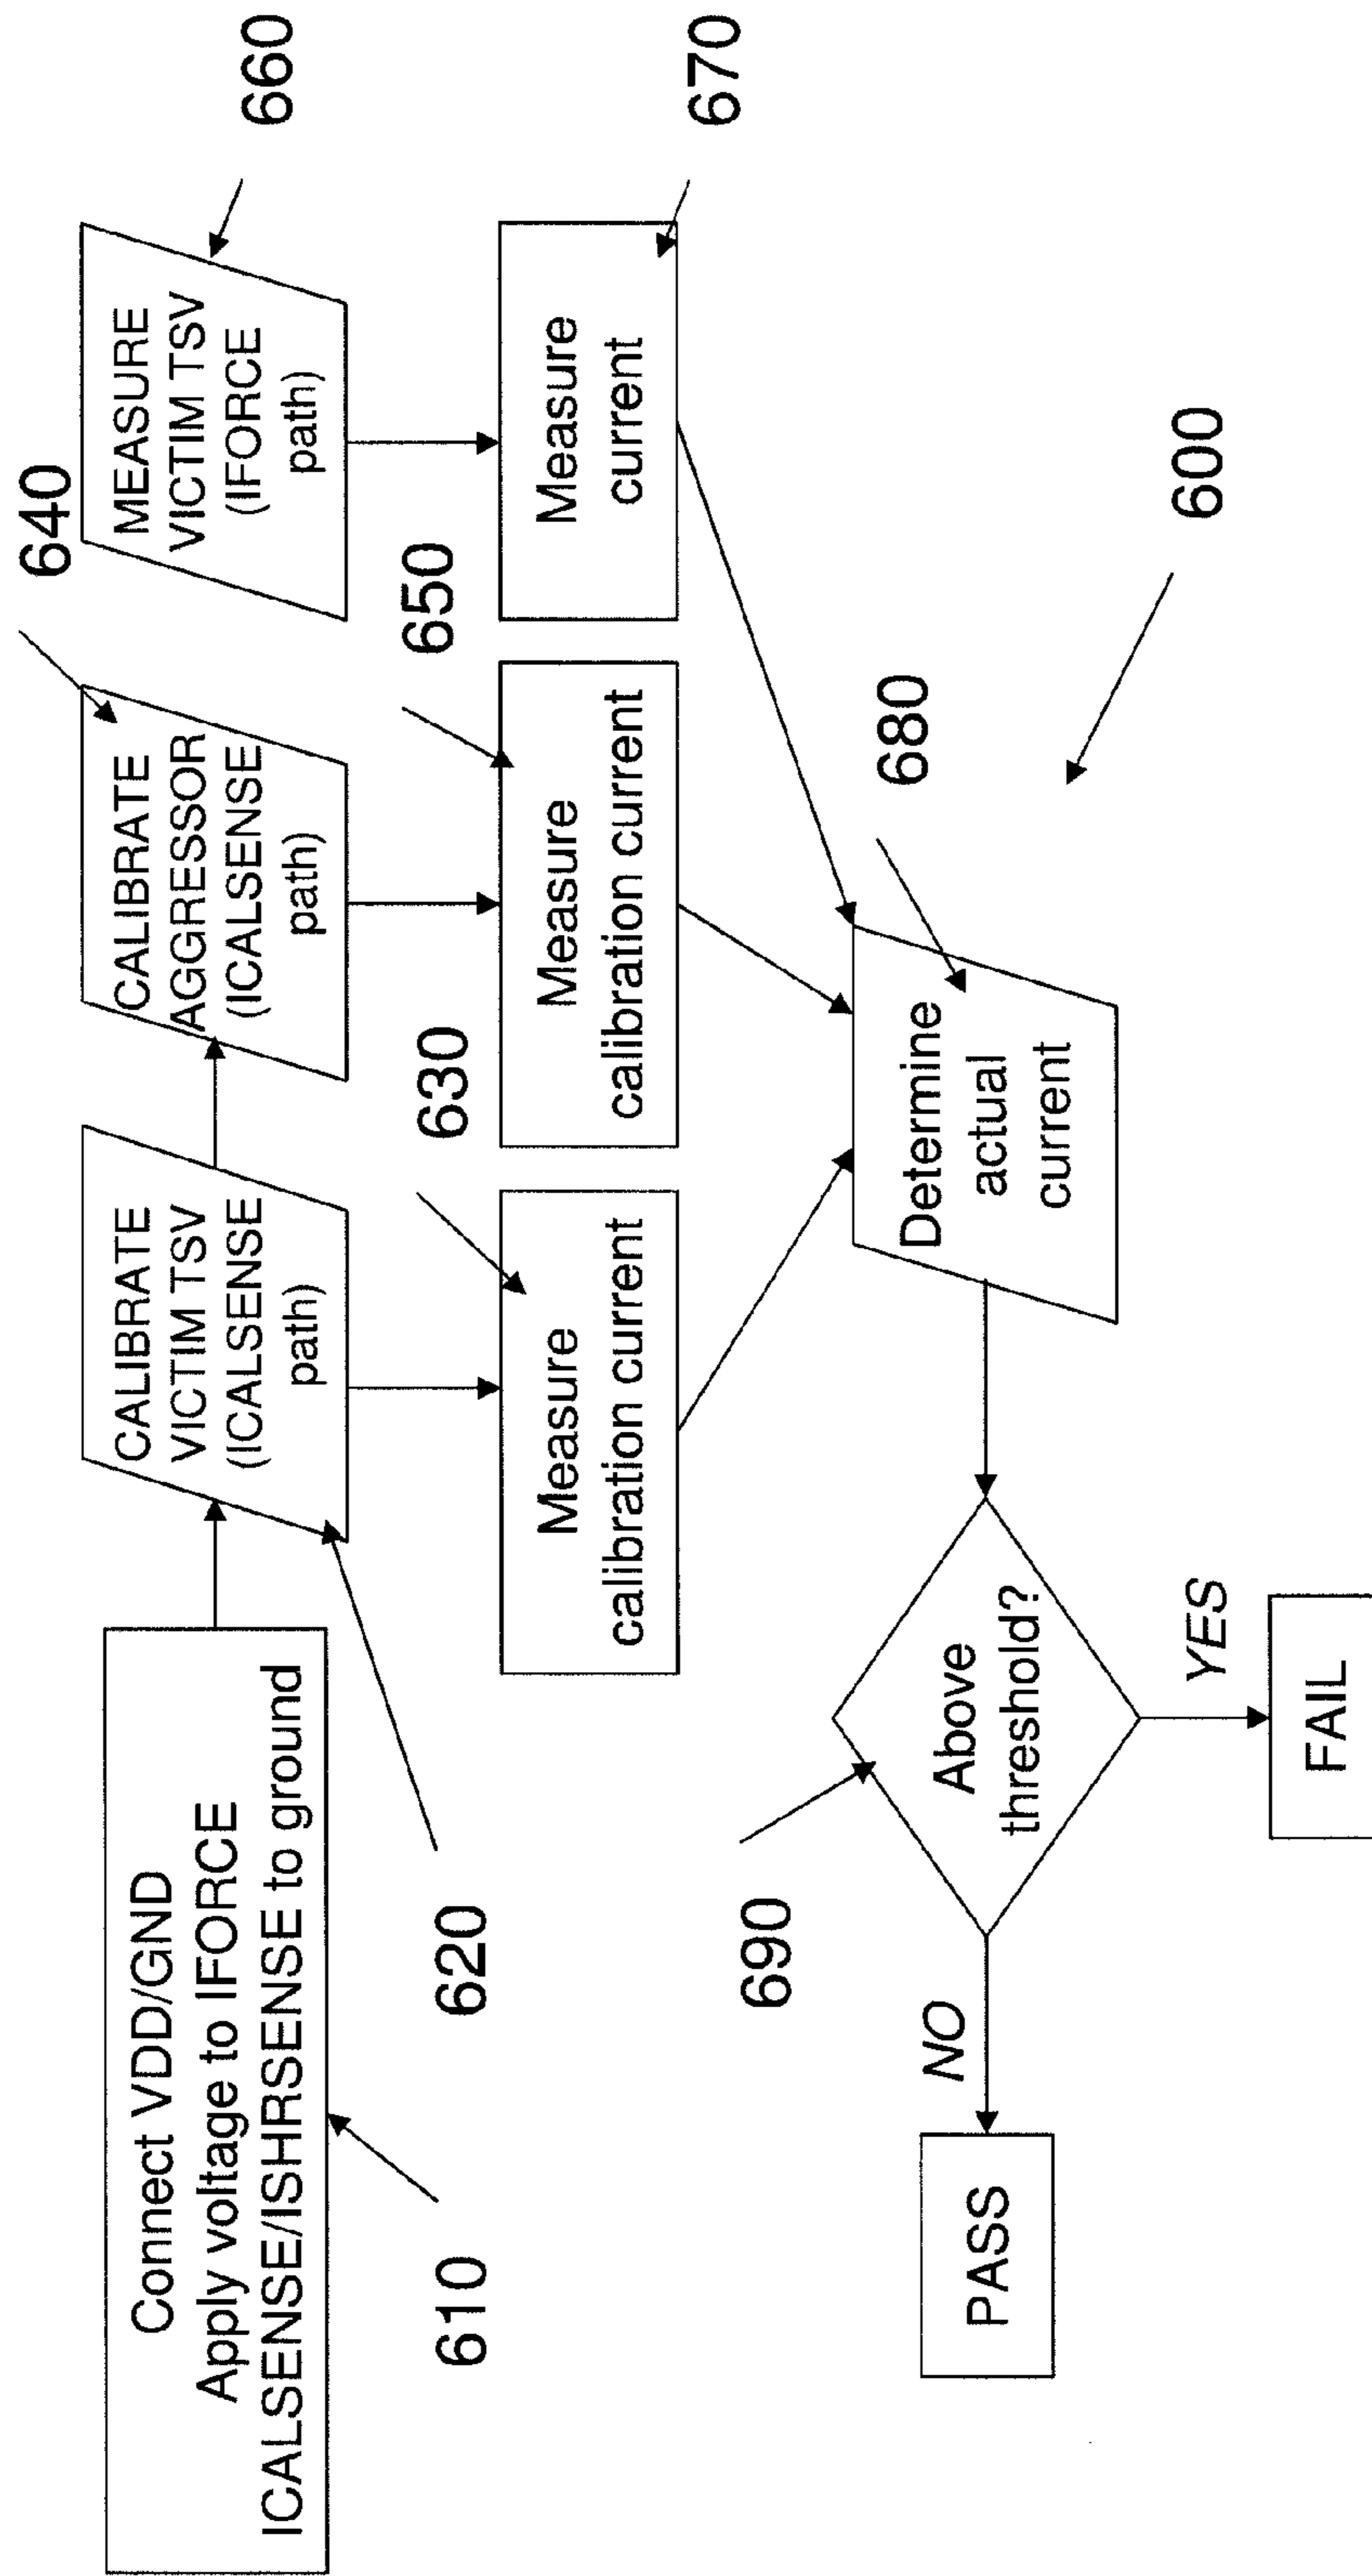 Connect VDD/GND
Apply voltage to IFORCE
ICALSENSE/ISHRSENSE to ground
610
CALIBRATE
VICTIM TSV
(ICALSENSE
path)
620
CALIBRATE
AGGRESSOR
(ICALSENSE
path)
640
MEASURE
VICTIM TSV
(IFORCE
path)
660
Measure
calibration current
630
Measure
calibration current
650
Measure
current
670
Determine
actual
current
680
Above
threshold?
690
NO
PASS
YES
FAIL
600